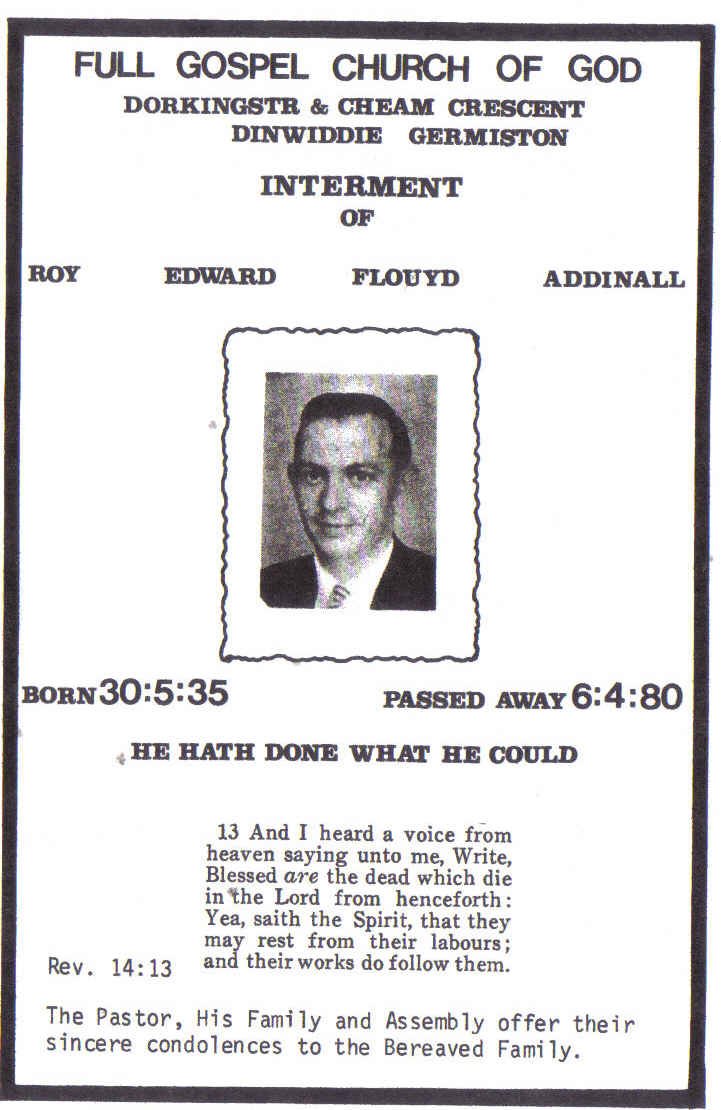 FULL GOSPEL CHURCH OF GOD
DORKINGSTR & CHEAM CRESCENT
DINWIDDIE GERMISTON
INTERMENT
OF
ROY EDWARD FLOUYD ADDINALL
BORN 30:5:35 PASSED AWAY 6:4:80
HE HATH DONE WHAT HE COULD
13 And I heard a voice from
heaven saying unto me, Write,
Blessed are the dead which die
in the Lord from henceforth:
Yea, saith the Spirit, that they
may rest from their labours;
and their works do follow them.
Rev. 14:13
The Pastor, His Family and Assembly offer their
sincere condolences to the Bereaved Family.